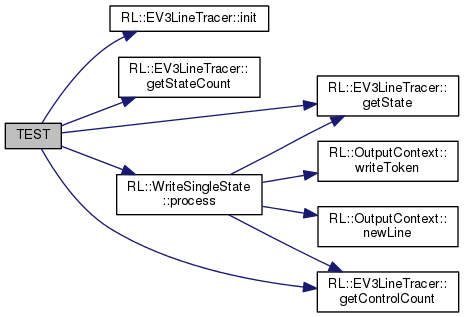 RL::EV3LineTracer::init
RL::EV3LineTracer::
getStateCount
TEST
RL::EV3LineTracer::
getState
RL::WriteSingleState
::process
RL::OutputContext::
writeToken
RL::OutputContext::
newLine
RL::EV3LineTracer::
getControlCount